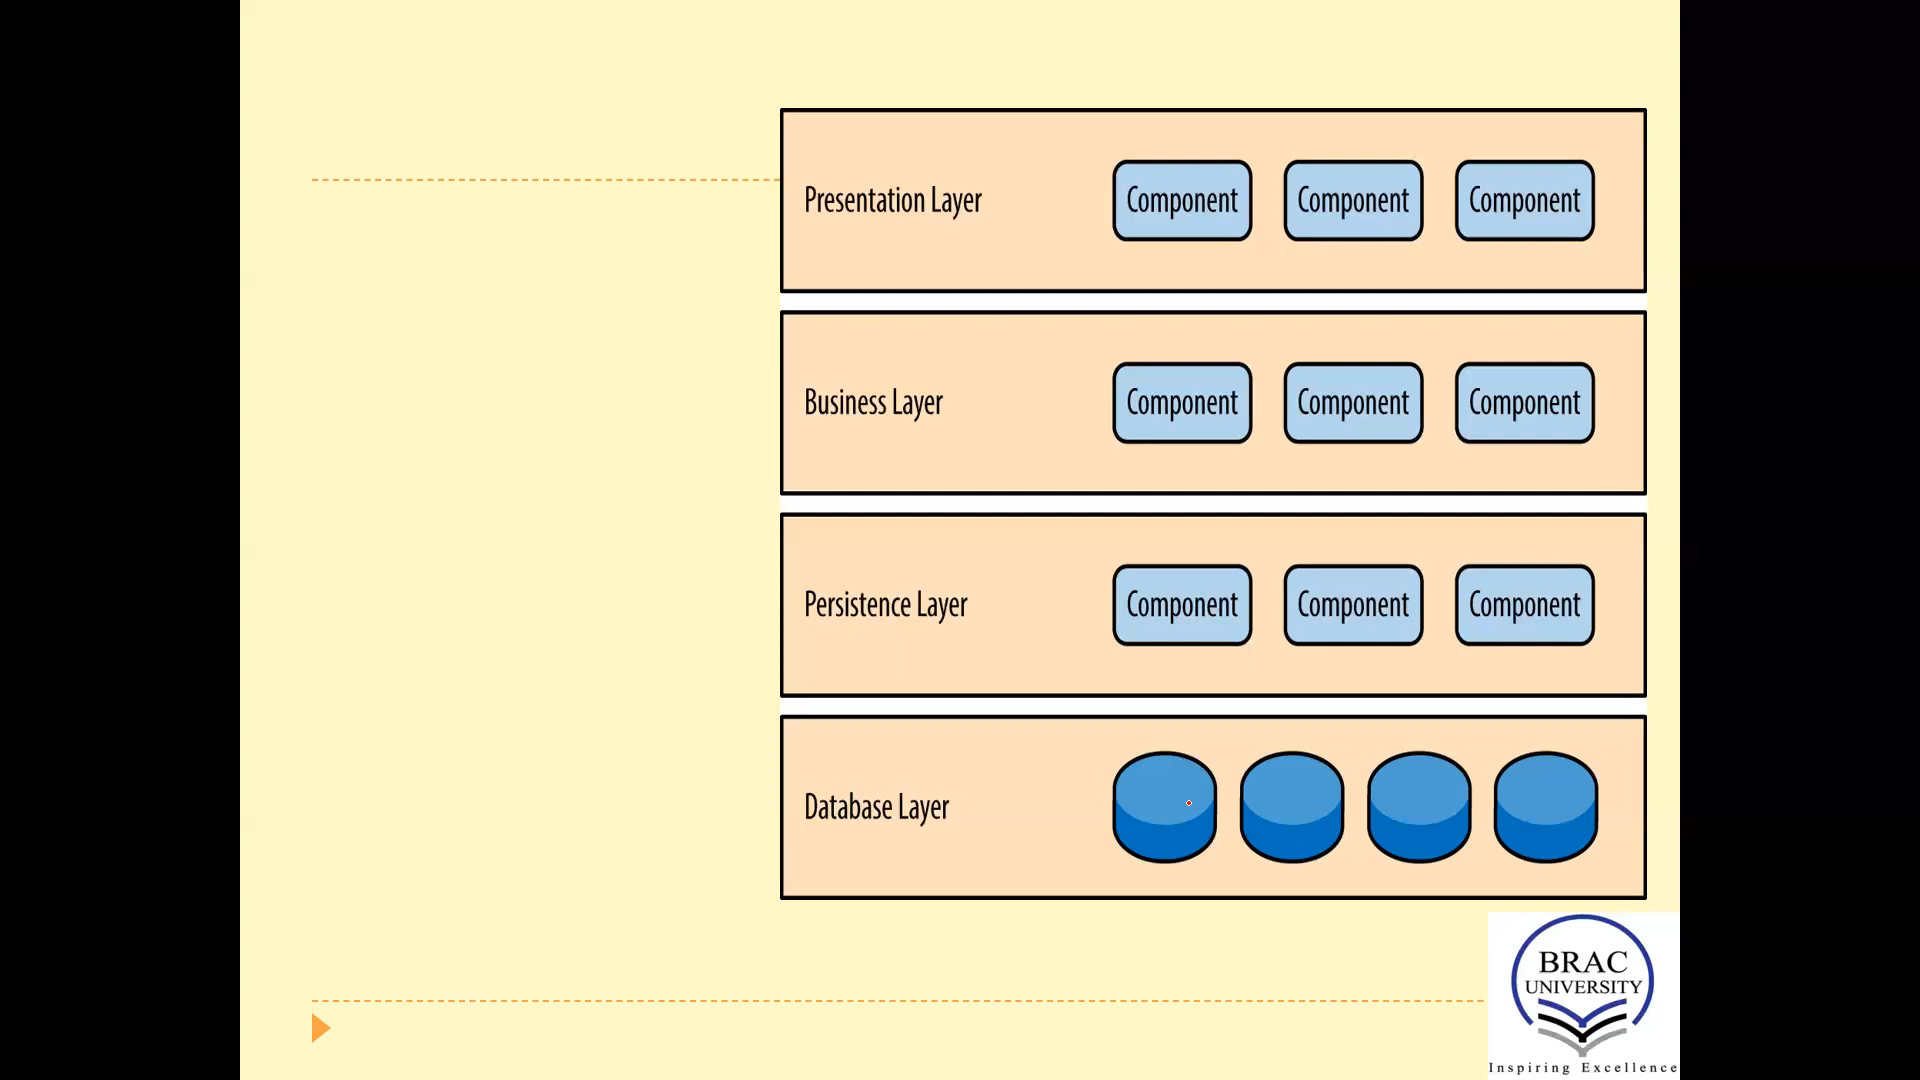 Presentation Layer Component Component Component
Business Layer Component Component Component
Persistence Layer Component Component Component
Database Layer
BRAC
UNIVERSITY
Inspiring Excellence